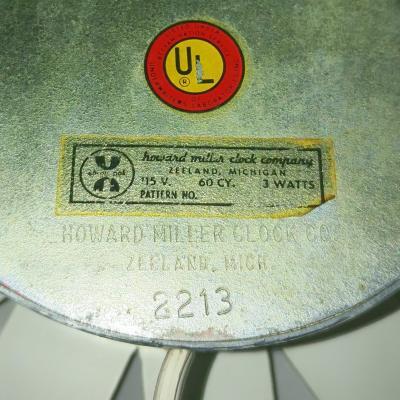 UL
®
howard miller clock company
ZEELAND, MICHIGAN
115 V. 60 CY. 3 WATTS
PATTERN NO.
HOWARD MILLER CLOCK CO.
ZEELAND, MICH.
2213